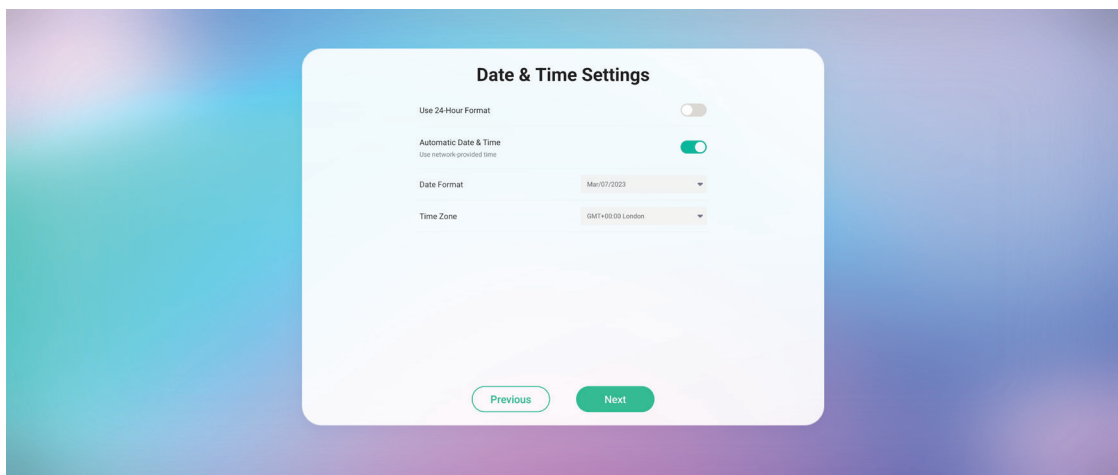 Date & Time Settings
Use 24-Hour Format
Automatic Date & Time
Use network-provided time
Date Format
Mar/07/2023
Time Zone
GMT+00:00 London
Previous
Next